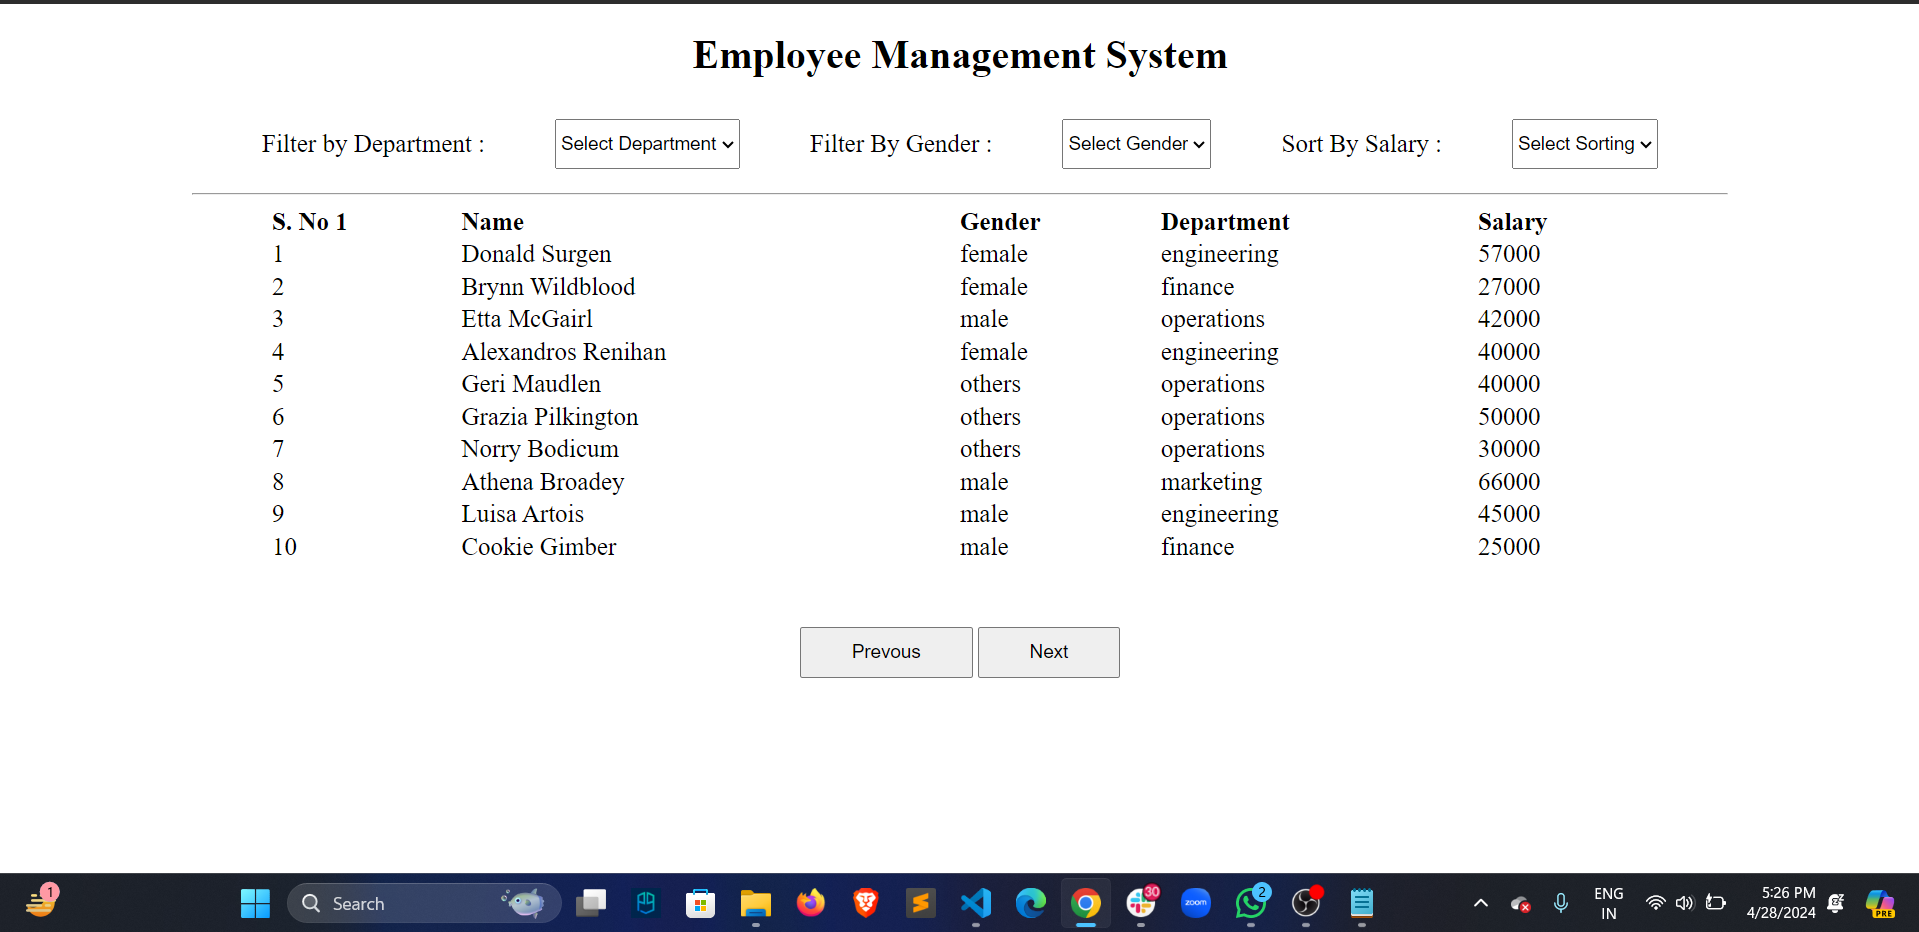 Employee Management System
Filter by Department : Select Department Filter By Gender : Select Gender Sort By Salary : Select Sorting
S. No 1 Name Gender Department Salary
1 Donald Surgen female engineering 57000
2 Brynn Wildblood female finance 27000
3 Etta McGairl male operations 42000
4 Alexandros Renihan female engineering 40000
5 Geri Maudlen others operations 40000
6 Grazia Pilkington others operations 50000
7 Norry Bodicum others operations 30000
8 Athena Broadey male marketing 66000
9 Luisa Artois male engineering 45000
10 Cookie Gimber male finance 25000
Prevous Next
1 Search 30 zoom 2 ENG 5:26 PM
IN 4/28/2024 PRE